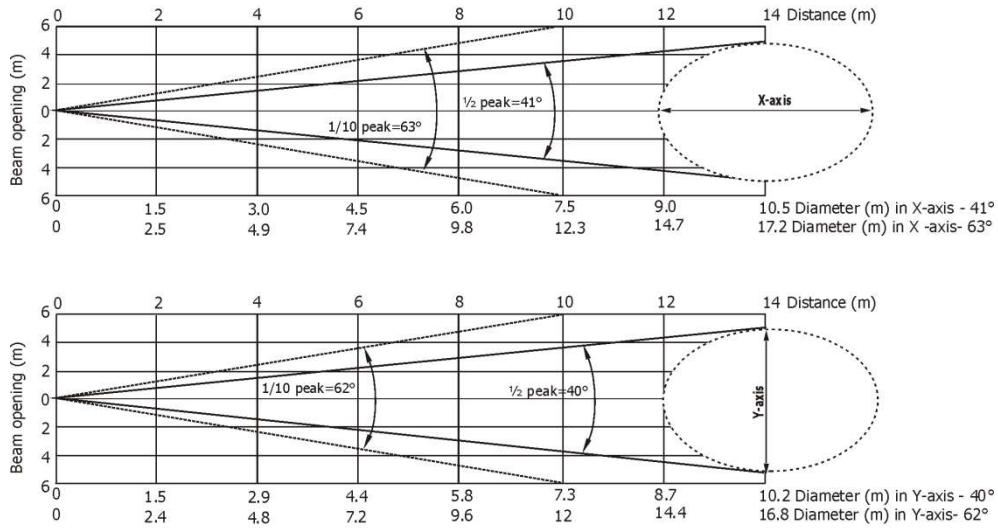 0 2 4 6 8 10 12 14 Distance (m)
6
4
2
0
2
4
6
Beam opening (m)
½ peak=41°
1/10 peak=63°
X-axis
0 1.5 3.0 4.5 6.0 7.5 9.0 10.5 Diameter (m) in X-axis - 41°
0 2.5 4.9 7.4 9.8 12.3 14.7 17.2 Diameter (m) in X -axis- 63°
0 2 4 6 8 10 12 14 Distance (m)
6
4
2
0
2
4
6
Beam opening (m)
1/10 peak=62°
½ peak=40°
Y-axis
0 1.5 2.9 4.4 5.8 7.3 8.7 10.2 Diameter (m) in Y-axis - 40°
0 2.4 4.8 7.2 9.6 12 14.4 16.8 Diameter (m) in Y-axis- 62°